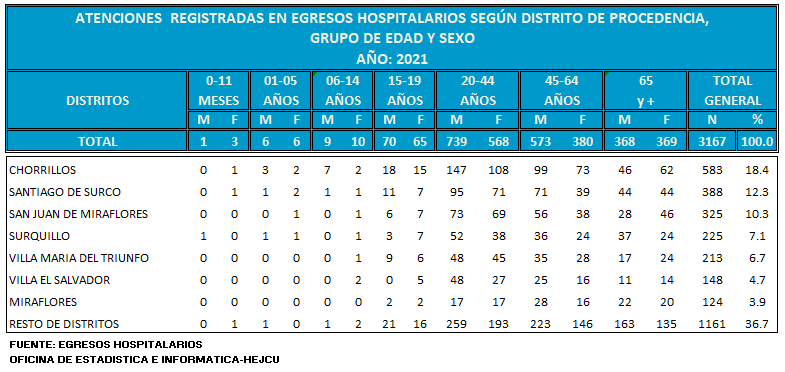 ATENCIONES REGISTRADAS EN EGRESOS HOSPITALARIOS SEGÚN DISTRITO DE PROCEDENCIA,
GRUPO DE EDAD Y SEXO
AÑO: 2021
DISTRITOS 0-11 MESES 01-05 AÑOS 06-14 AÑOS 15-19 AÑOS 20-44 AÑOS 45-64 AÑOS 65 y + TOTAL GENERAL
M F M F M F M F M F M F M F N %
TOTAL 1 3 6 6 9 10 70 65 739 568 573 380 368 369 3167 100.0
CHORRILLOS 0 1 3 2 7 2 18 15 147 108 99 73 46 62 583 18.4
SANTIAGO DE SURCO 0 1 1 2 1 1 11 7 95 71 71 39 44 44 388 12.3
SAN JUAN DE MIRAFLORES 0 0 0 1 0 1 6 7 73 69 56 38 28 46 325 10.3
SURQUILLO 1 0 1 1 0 1 3 7 52 38 36 24 37 24 225 7.1
VILLA MARIA DEL TRIUNFO 0 0 0 0 0 1 9 6 48 45 35 28 17 24 213 6.7
VILLA EL SALVADOR 0 0 0 0 0 2 0 5 48 27 25 16 11 14 148 4.7
MIRAFLORES 0 0 0 0 0 0 2 2 17 17 28 16 22 20 124 3.9
RESTO DE DISTRITOS 0 1 1 0 1 2 21 16 259 193 223 146 163 135 1161 36.7
FUENTE: EGRESOS HOSPITALARIOS
OFICINA DE ESTADISTICA E INFORMATICA-HEJCU